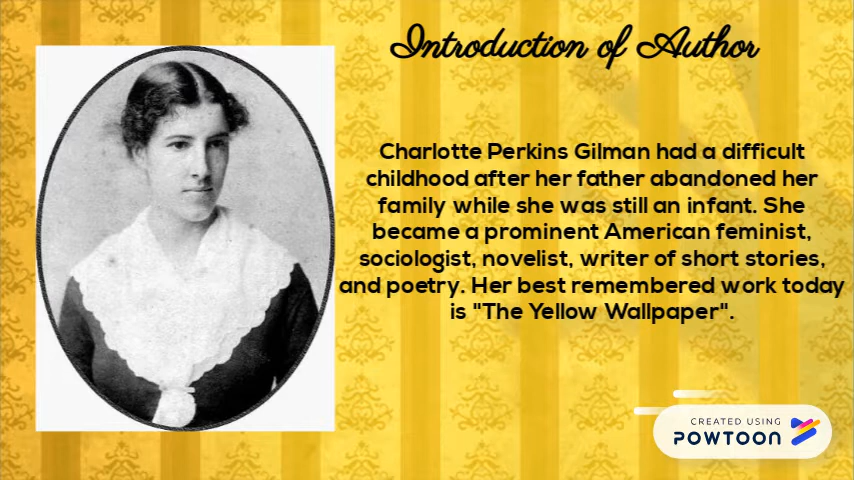 Introduction of Author
Charlotte Perkins Gilman had a difficult
childhood after her father abandoned her
family while she was still an infant. She
became a prominent American feminist,
sociologist, novelist, writer of short stories,
and poetry. Her best remembered work today
is "The Yellow Wallpaper".
CREATED USING
POWTOON